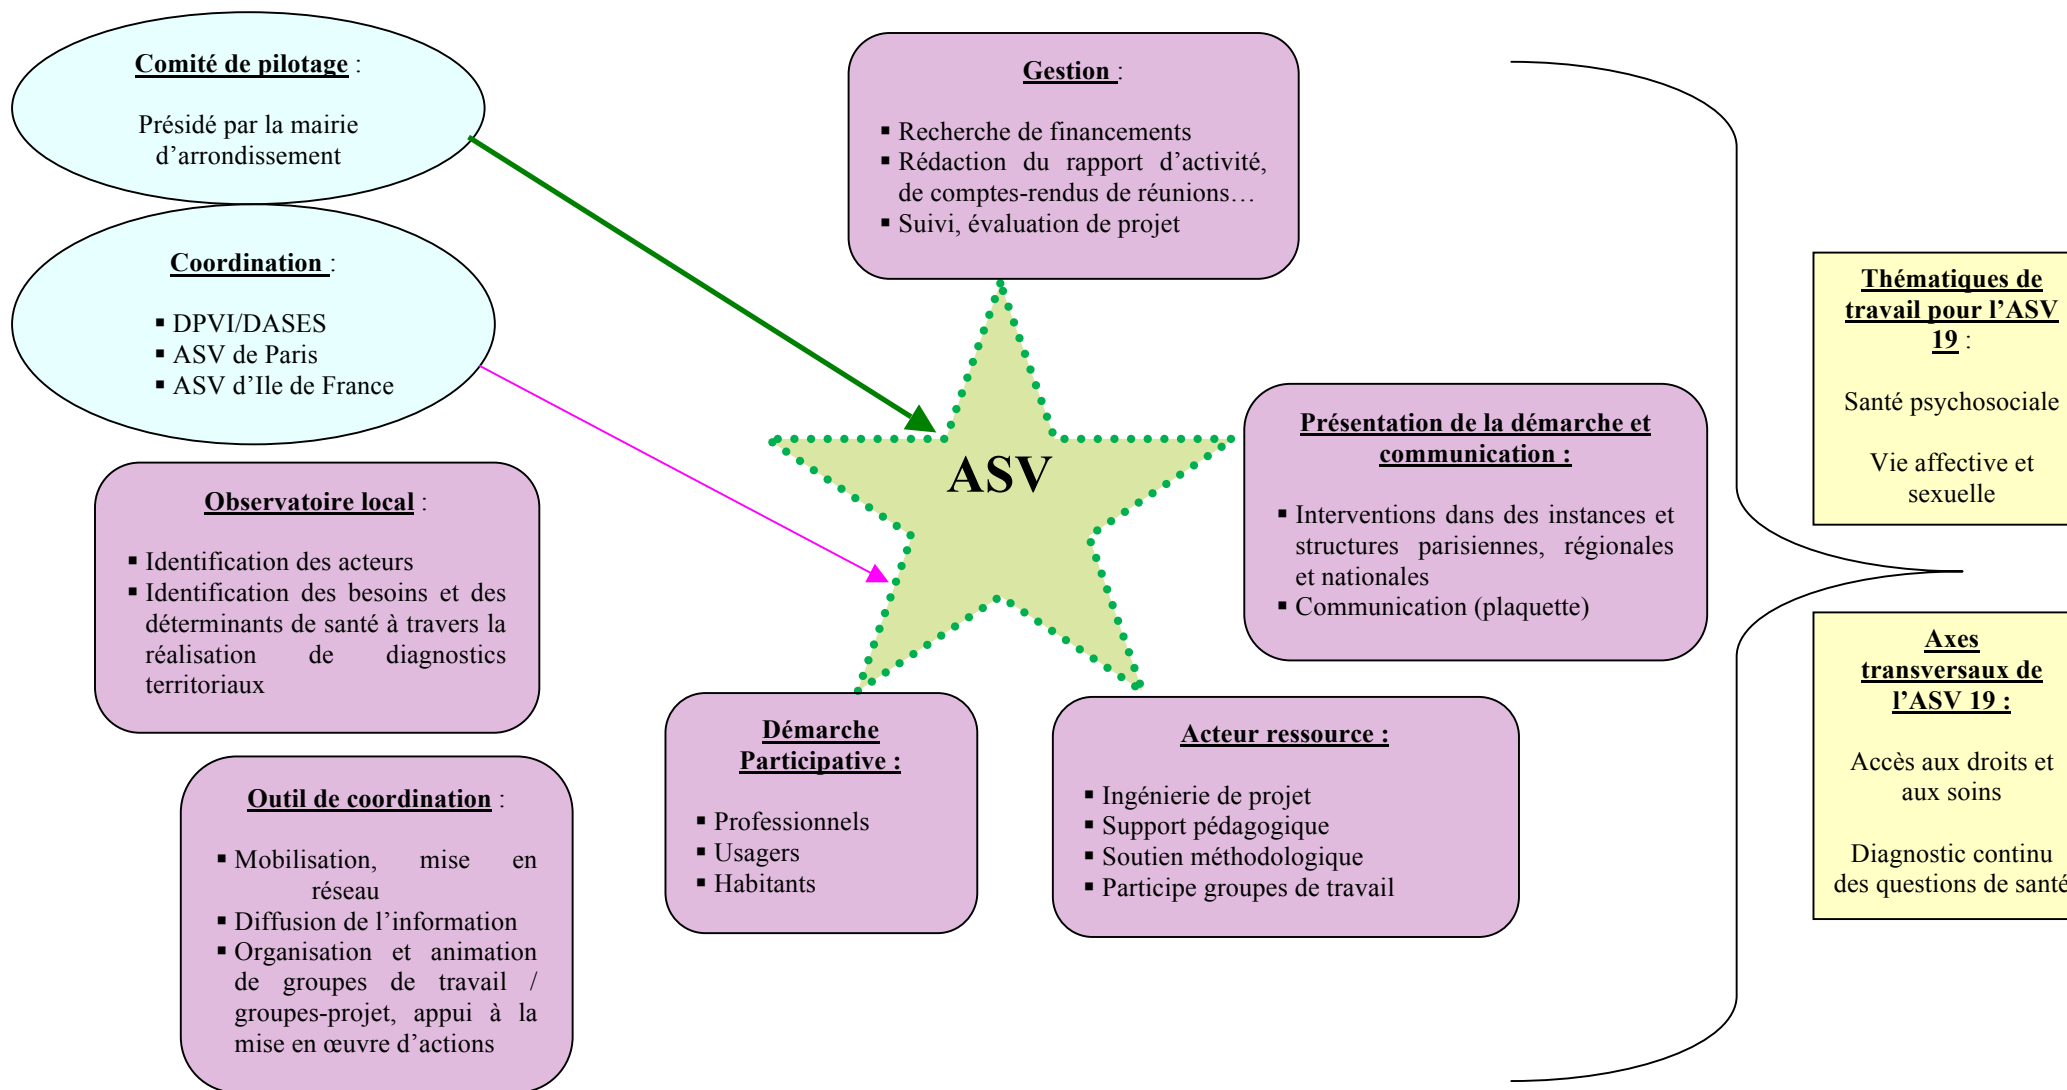 Comité de pilotage :
Présidé par la mairie
d’arrondissement
Coordination :
▪ DPVI/DASES
▪ ASV de Paris
▪ ASV d’Ile de France
Observatoire local :
▪ Identification des acteurs
▪ Identification des besoins et des
déterminants de santé à travers la
réalisation de diagnostics
territoriaux
Outil de coordination :
▪ Mobilisation, mise en
réseau
▪ Diffusion de l’information
▪ Organisation et animation
de groupes de travail /
groupes-projet, appui à la
mise en œuvre d’actions
Gestion :
▪ Recherche de financements
▪ Rédaction du rapport d’activité,
de comptes-rendus de réunions…
▪ Suivi, évaluation de projet
ASV
Présentation de la démarche et
communication :
▪ Interventions dans des instances et
structures parisiennes, régionales
et nationales
▪ Communication (plaquette)
Démarche
Participative :
▪ Professionnels
▪ Usagers
▪ Habitants
Acteur ressource :
▪ Ingénierie de projet
▪ Support pédagogique
▪ Soutien méthodologique
▪ Participe groupes de travail
Thématiques de
travail pour l’ASV
19 :
Santé psychosociale
Vie affective et
sexuelle
Axes
transversaux de
l’ASV 19 :
Accès aux droits et
aux soins
Diagnostic continu
des questions de santé